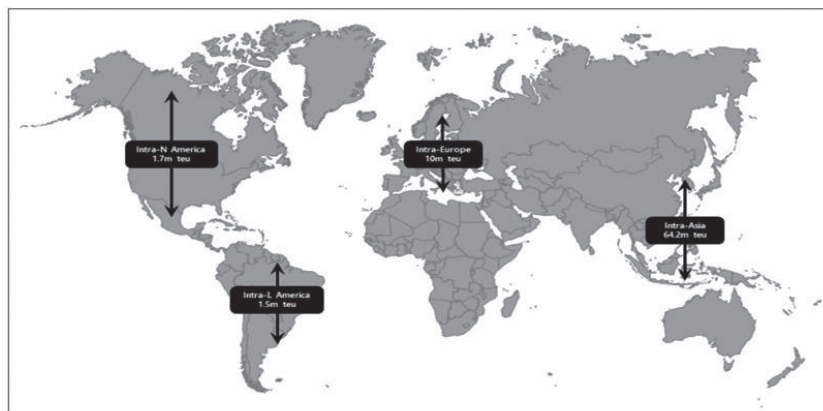 Intra-N America
1.7m teu
Intra-Europe
10m teu
Intra-Asia
64.2m teu
Intra-L America
1.5m teu